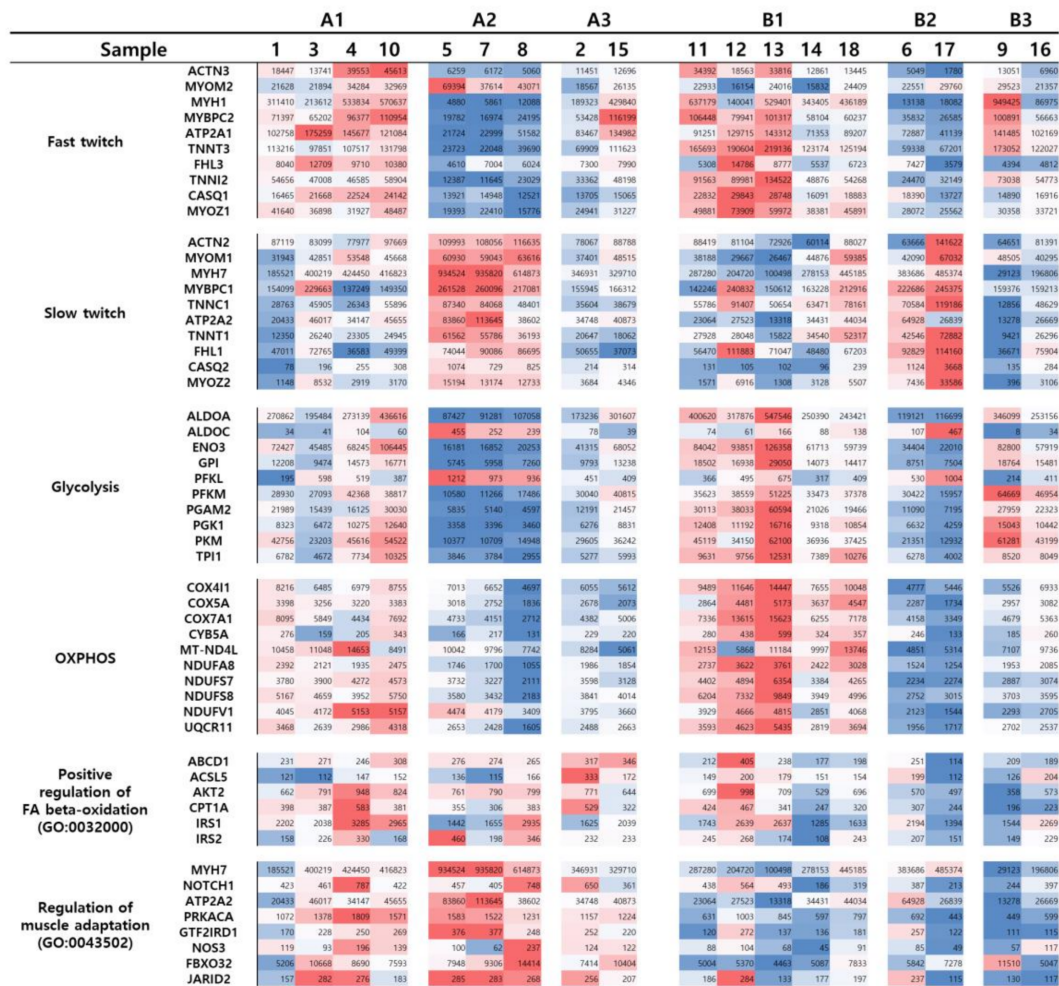 A1 A2 A3 B1 B2 B3
Sample 1 3 4 10 5 7 8 2 15 11 12 13 14 18 6 17 9 16
Fast twitch
ACTN3 18447 13741 39553 45613 6259 6172 5060 11451 12696 34392 18563 33816 12861 13445 5049 1780 13051 6960
MYOM2 21628 21894 34284 32969 69394 37614 43071 18567 26135 22933 16154 22327 15832 24409 22551 29760 29523 21357
MYH1 311410 213612 533834 570637 4880 5861 12088 189323 429840 637179 140041 529401 343405 436189 13138 18082 949425 86975
MYBPC2 71397 65202 96377 110954 19782 16974 24195 53428 116199 106448 79941 101317 58104 60237 35832 26585 100891 56663
ATP2A1 102758 175259 145677 121084 21724 22999 51582 83467 134982 91251 129715 143312 71353 89207 72887 41139 141485 102169
TNNT3 113216 97851 107517 131798 23723 22048 39690 69909 111623 165593 190604 219136 123174 125194 59338 67201 173052 122027
FHL3 8040 12709 9710 10380 4610 7004 6024 7300 7990 5308 14786 8777 5537 6723 7427 3579 4394 4812
TNNI2 54656 47008 46585 58904 12387 11645 23029 33362 48198 91563 89981 134522 48876 54268 24470 32149 73038 54773
CASQ1 16465 21668 22524 24142 13921 14948 12521 13705 15065 22832 29843 28748 16091 18883 18390 13727 14890 16916
MYOZ1 41640 36898 31927 48487 19393 22410 15776 24941 31227 49881 73909 59972 38381 45891 28072 25562 30358 33721
Slow twitch
ACTN2 87119 83099 77977 97669 109993 108056 116635 78067 88788 88419 81104 72926 60114 88027 63666 141622 64651 81391
MYOM1 31943 42851 53548 45668 60930 59043 63616 37401 48515 38188 29667 26467 44876 59385 42090 67032 48505 40295
MYH7 185521 400219 424450 416823 934524 935820 614873 346931 329710 287280 204720 100498 278153 445185 383686 485374 29123 196806
MYBPC1 154099 229663 137249 149350 261528 260096 217081 155945 166312 142246 240832 150612 163228 212916 222686 245375 159376 159213
TNNC1 28763 45905 26343 55896 87340 84068 48401 35604 38679 55786 91407 50654 63471 78161 70584 119186 12856 48629
ATP2A2 20433 46017 34147 45655 83860 113645 38602 34748 40873 23064 27523 13318 34431 44034 64928 26839 13278 26669
TNNT1 12350 26240 23305 24945 61562 55786 36193 20647 18062 27928 28048 15822 34540 52317 42546 72882 9421 26296
FHL1 47011 72765 36583 49399 74044 90086 86695 50655 37073 56470 111883 71047 48480 67203 92829 114160 36671 75904
CASQ2 78 196 255 308 1074 729 825 214 314 131 105 102 96 239 1124 3668 135 284
MYOZ2 1148 8532 2919 3170 15194 13174 12733 3684 4346 1571 6916 1308 3128 5507 7436 33586 396 3106
Glycolysis
ALDOA 270862 195484 273139 436616 87427 91281 107058 173236 301607 400620 317876 547546 250390 243421 119121 116699 346099 253156
ALDOC 34 41 104 60 455 252 239 78 39 74 61 166 88 138 107 467 8 34
ENO3 72427 45485 68245 106445 16181 16852 20253 41315 68052 84042 93851 126358 61713 59739 34404 22010 82800 57919
GPI 12208 9474 14573 16771 5745 5958 7260 9793 13238 18502 16938 29050 14073 14417 8751 7504 18764 15481
PFKL 195 598 519 387 1212 973 936 451 409 366 495 675 317 409 530 1004 214 411
PFKM 28930 27093 42368 38817 10580 11266 17486 30040 40815 35623 38559 51225 33473 37378 30422 15957 64669 46954
PGAM2 21989 15439 16125 30030 5835 5140 4597 12191 21457 30113 38033 60594 21026 19466 11090 7195 27959 22323
PGK1 8323 6472 10275 12640 3358 3396 3460 6276 8831 12408 11192 16716 9318 10854 6632 4259 15043 10442
PKM 42756 23203 45616 54522 10377 10709 14948 29605 36242 45119 34150 62100 36936 37425 21351 12932 61281 43199
TPI1 6782 4672 7734 10325 3846 3784 2955 5277 5993 9631 9756 12531 7389 10276 6278 4002 8520 8049
OXPHOS
COX4I1 8216 6485 6979 8755 7013 6652 4697 6055 5612 9489 11646 14447 7655 10048 4777 5446 5526 6933
COX5A 3398 3256 3220 3383 3018 2752 1836 2678 2073 2864 4481 5173 3637 4547 2287 1734 2957 3082
COX7A1 8095 5849 4434 7692 4733 4151 2712 4382 5006 7336 13615 15623 6255 7178 4158 3349 4679 5363
CYB5A 276 159 205 343 166 217 131 229 220 280 438 599 324 357 246 133 185 260
MT-ND4L 10458 11048 14653 8491 10042 9796 7742 8284 5061 12153 5868 11184 9997 13746 4851 5314 7107 9736
NDUFA8 2392 2121 1935 2475 1746 1700 1055 1986 1854 2737 3622 3761 2422 3028 1524 1254 1953 2085
NDUFS7 3780 3900 4272 4573 3732 3227 2111 3598 3128 4402 4894 6354 3384 4265 2234 2274 2887 3074
NDUFS8 5167 4659 3952 5750 3580 3432 2183 3841 4014 6204 7332 9849 3949 4996 2752 3015 3703 3595
NDUFV1 4045 4172 5153 5157 4474 4179 3409 3795 3660 3929 4666 4815 2851 4068 2123 1544 2293 2705
UQCR11 3468 2639 2986 4318 2653 2428 1605 2488 2663 3593 4623 5435 2819 3694 1956 1717 2702 2537
Positive
regulation of
FA beta-oxidation
(GO:0032000)
ABCD1 231 271 246 308 276 274 265 317 346 212 405 238 177 198 251 114 209 189
ACSL5 121 112 147 152 136 115 166 333 172 149 200 179 151 154 199 112 126 204
AKT2 662 791 948 824 761 790 799 771 644 699 998 709 529 696 570 497 358 573
CPT1A 398 387 583 381 355 306 383 529 322 424 467 341 247 320 307 244 196 223
IRS1 2202 2038 3285 2965 1442 1655 2935 1625 2039 1743 2639 2637 1285 1633 2194 1394 1544 2269
IRS2 158 226 330 168 460 198 346 232 233 245 268 174 108 243 207 151 149 229
Regulation of
muscle adaptation
(GO:0043502)
MYH7 185521 400219 424450 416823 934524 935820 614873 346931 329710 287280 204720 100498 278153 445185 383686 485374 29123 196806
NOTCH1 423 461 787 422 457 405 748 650 361 438 564 493 186 319 387 213 244 397
ATP2A2 20433 46017 34147 45655 83860 113645 38602 34748 40873 23064 27523 13318 34431 44034 64928 26839 13278 26669
PRKACA 1072 1378 1809 1571 1583 1522 1231 1157 1224 631 1003 845 597 797 692 443 449 599
GTF2IRD1 170 228 250 269 376 377 248 252 220 120 272 137 136 181 257 122 111 115
NOS3 119 93 196 139 100 62 237 124 122 88 104 68 45 91 85 49 57 117
FBXO32 5206 10668 8690 7593 7948 9306 14414 7414 10404 5004 5370 4463 5087 7833 5842 7278 11510 5047
JARID2 157 282 276 183 285 283 268 256 207 186 284 133 177 197 237 115 130 117